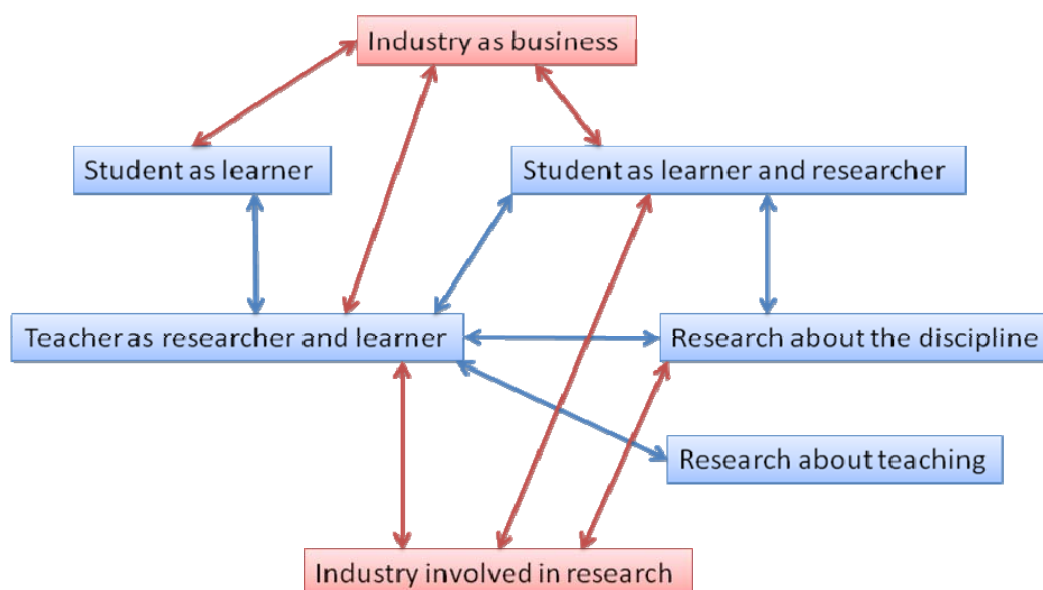 Industry as business
Student as learner
Student as learner and researcher
Teacher as researcher and learner
Research about the discipline
Research about teaching
Industry involved in research